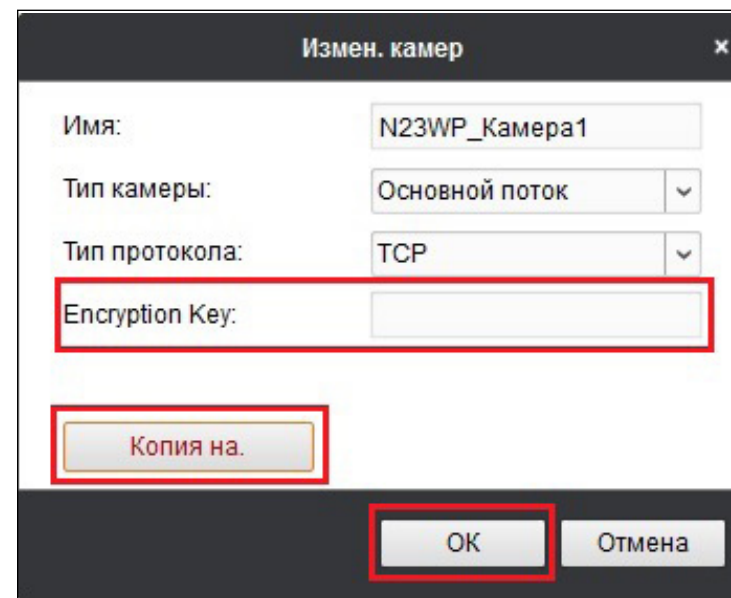 Измен. камер ×
Имя: N23WP_Камера1
Тип камеры: Основной поток
Тип протокола: TCP
Encryption Key:
Копия на.
OK Отмена